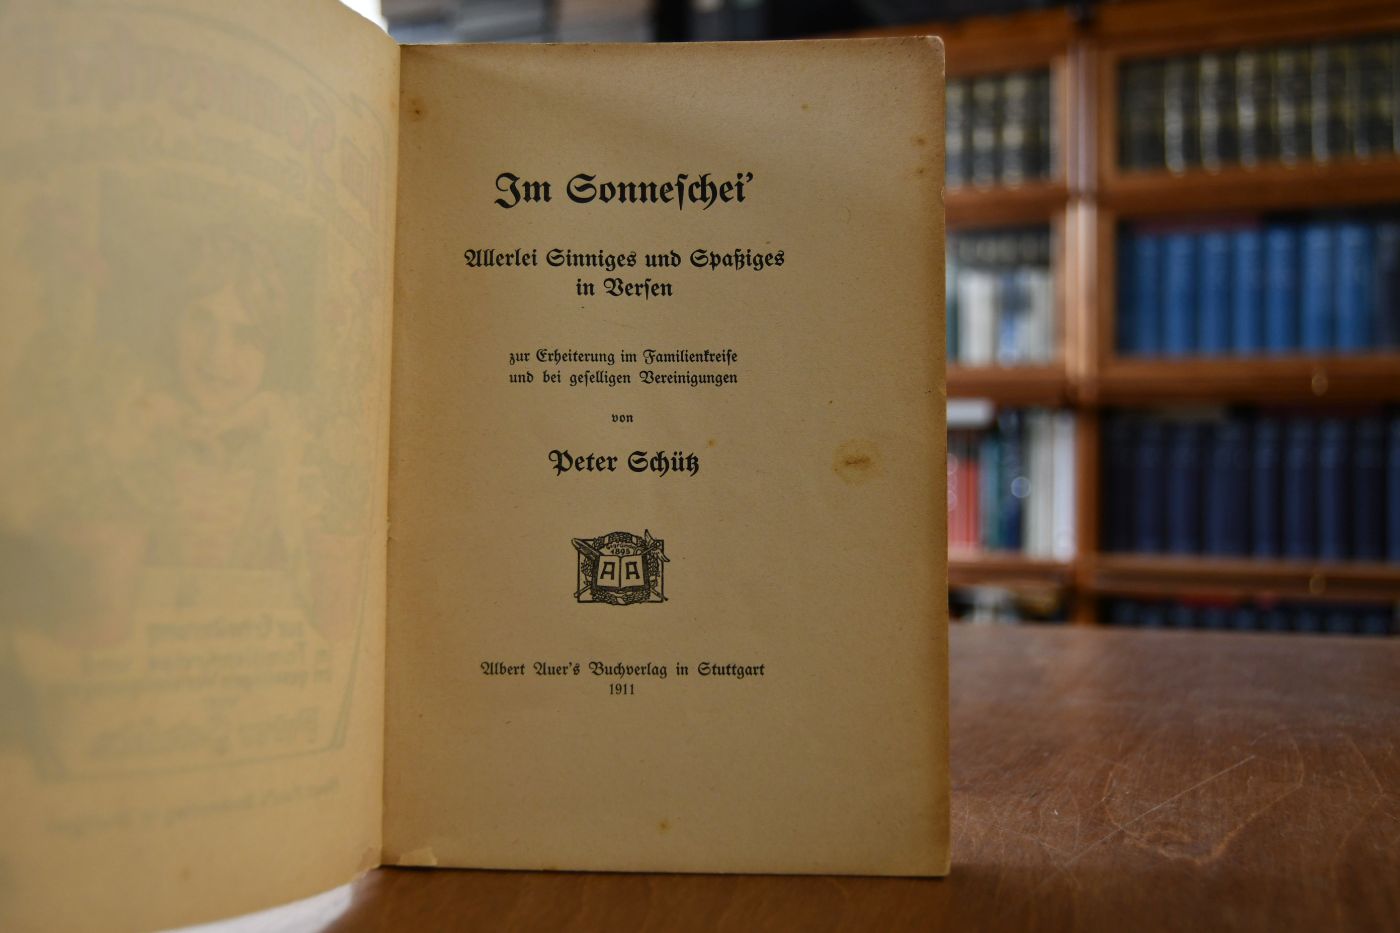 Im Sonneſchei’
Allerlei Sinniges und Spaßiges
in Verſen
zur Erheiterung im Familienkreiſe
und bei geſelligen Vereinigungen
von
Peter Schütz
1895
A A
Albert Auer's Buchverlag in Stuttgart
1911